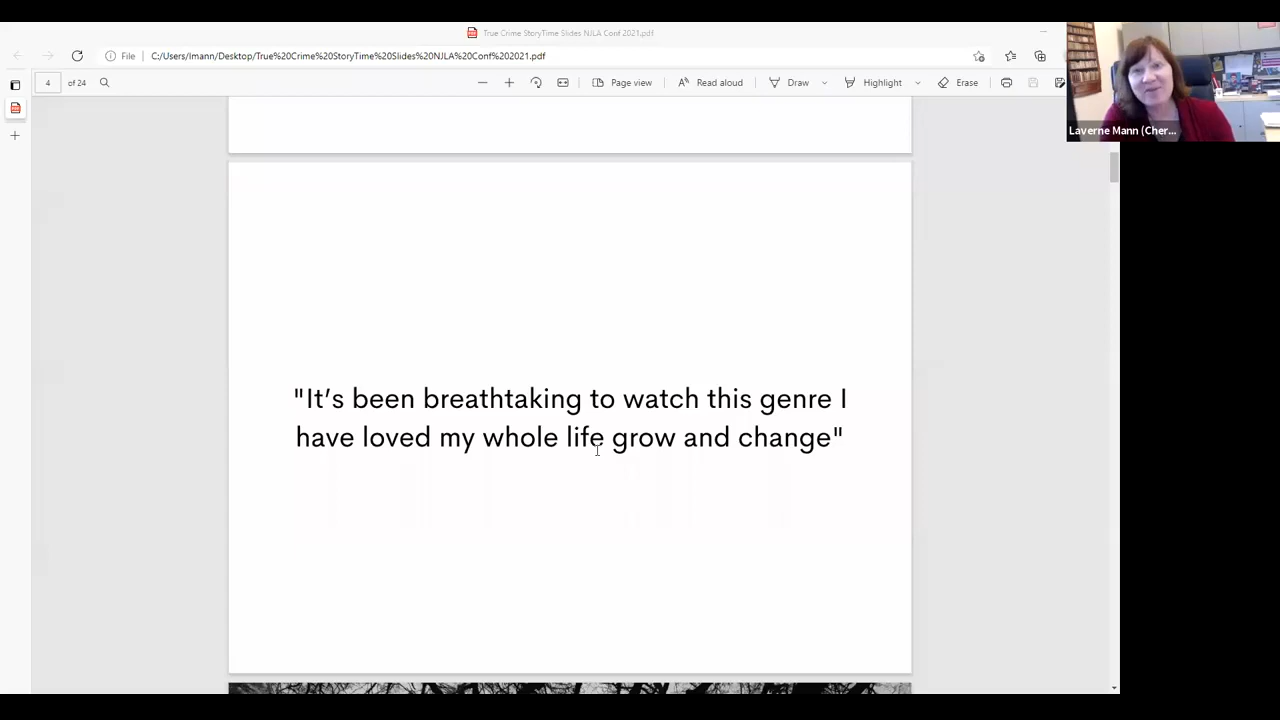 True Crime StoryTime Slides NJLA Conf 2021.pdf
File
C:/Users/lmann/Desktop/True%20Crime%20StoryTime%20Slides%20NJLA%20Conf%202021.pdf
4 of 24
Page view
Read aloud
Draw
Highlight
Erase
Laverne Mann (Cher...
"It’s been breathtaking to watch this genre I
have loved my whole life grow and change"